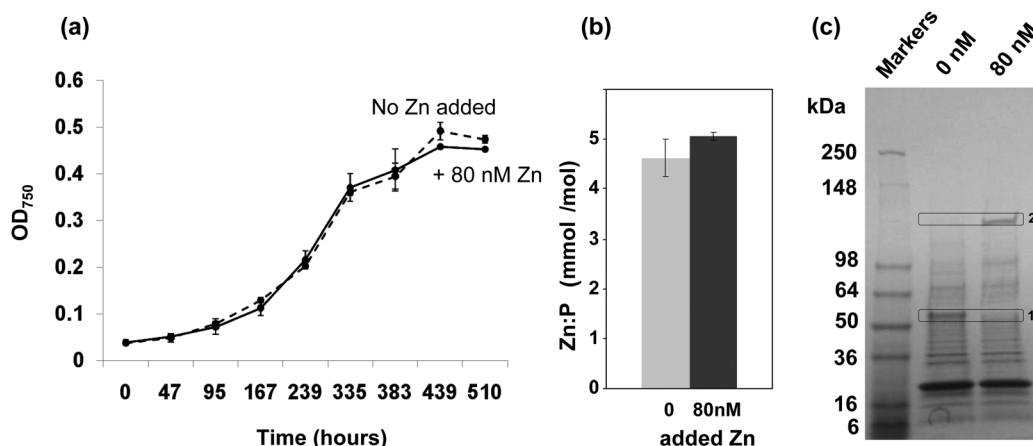 (a)
OD750
0.6
0.5
0.4
0.3
0.2
0.1
0
No Zn added
+ 80 nM Zn
0 47 95 167 239 335 383 439 510
Time (hours)
(b)
Zn:P (mmol /mol)
6
5
4
3
2
1
0
0 80nM
added Zn
(c)
Markers
0 nM
80 nM
kDa
250
148
98
64
50
36
16
6
2
1